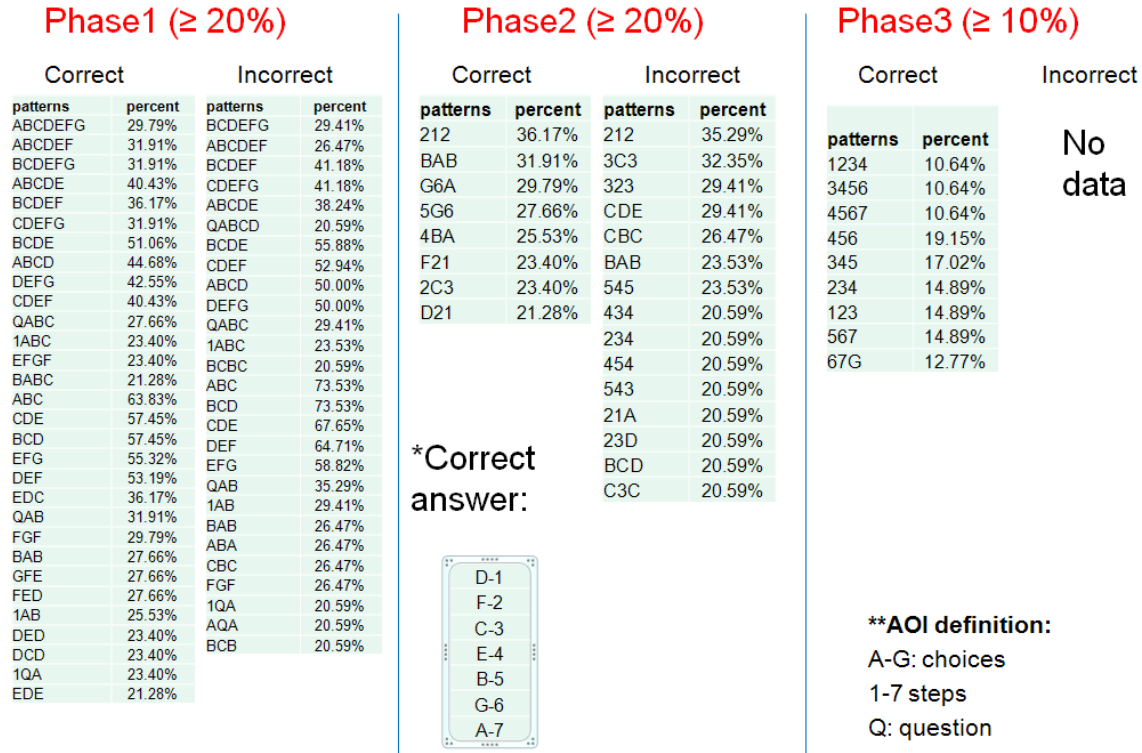 Phase1 (≥ 20%)
Correct
Incorrect
patterns percent
ABCDEFG 29.79%
ABCDEF 31.91%
BCDEFG 31.91%
ABCDE 40.43%
BCDEF 36.17%
CDEFG 31.91%
BCDE 51.06%
ABCD 44.68%
DEFG 42.55%
CDEF 40.43%
QABC 27.66%
1ABC 23.40%
EFGF 23.40%
BABC 21.28%
ABC 63.83%
CDE 57.45%
BCD 57.45%
EFG 55.32%
DEF 53.19%
EDC 36.17%
QAB 31.91%
FGF 29.79%
BAB 27.66%
GFE 27.66%
FED 27.66%
1AB 25.53%
DED 23.40%
DCD 23.40%
1QA 23.40%
EDE 21.28%
patterns percent
BCDEFG 29.41%
ABCDEF 26.47%
BCDEF 41.18%
CDEFG 41.18%
ABCDE 38.24%
QABCD 20.59%
BCDE 55.88%
CDEF 52.94%
ABCD 50.00%
DEFG 50.00%
QABC 29.41%
1ABC 23.53%
BCBC 20.59%
ABC 73.53%
BCD 73.53%
CDE 67.65%
DEF 64.71%
EFG 58.82%
QAB 35.29%
1AB 29.41%
BAB 26.47%
ABA 26.47%
CBC 26.47%
FGF 26.47%
1QA 20.59%
AQA 20.59%
BCB 20.59%
Phase2 (≥ 20%)
Correct
Incorrect
patterns percent
212 36.17%
BAB 31.91%
G6A 29.79%
5G6 27.66%
4BA 25.53%
F21 23.40%
2C3 23.40%
D21 21.28%
patterns percent
212 35.29%
3C3 32.35%
323 29.41%
CDE 29.41%
CBC 26.47%
BAB 23.53%
545 23.53%
434 20.59%
234 20.59%
454 20.59%
543 20.59%
21A 20.59%
23D 20.59%
BCD 20.59%
C3C 20.59%
*Correct
answer:
D-1
F-2
C-3
E-4
B-5
G-6
A-7
Phase3 (≥ 10%)
Correct
Incorrect
patterns percent
1234 10.64%
3456 10.64%
4567 10.64%
456 19.15%
345 17.02%
234 14.89%
123 14.89%
567 14.89%
67G 12.77%
No
data
**AOI definition:
A-G: choices
1-7 steps
Q: question